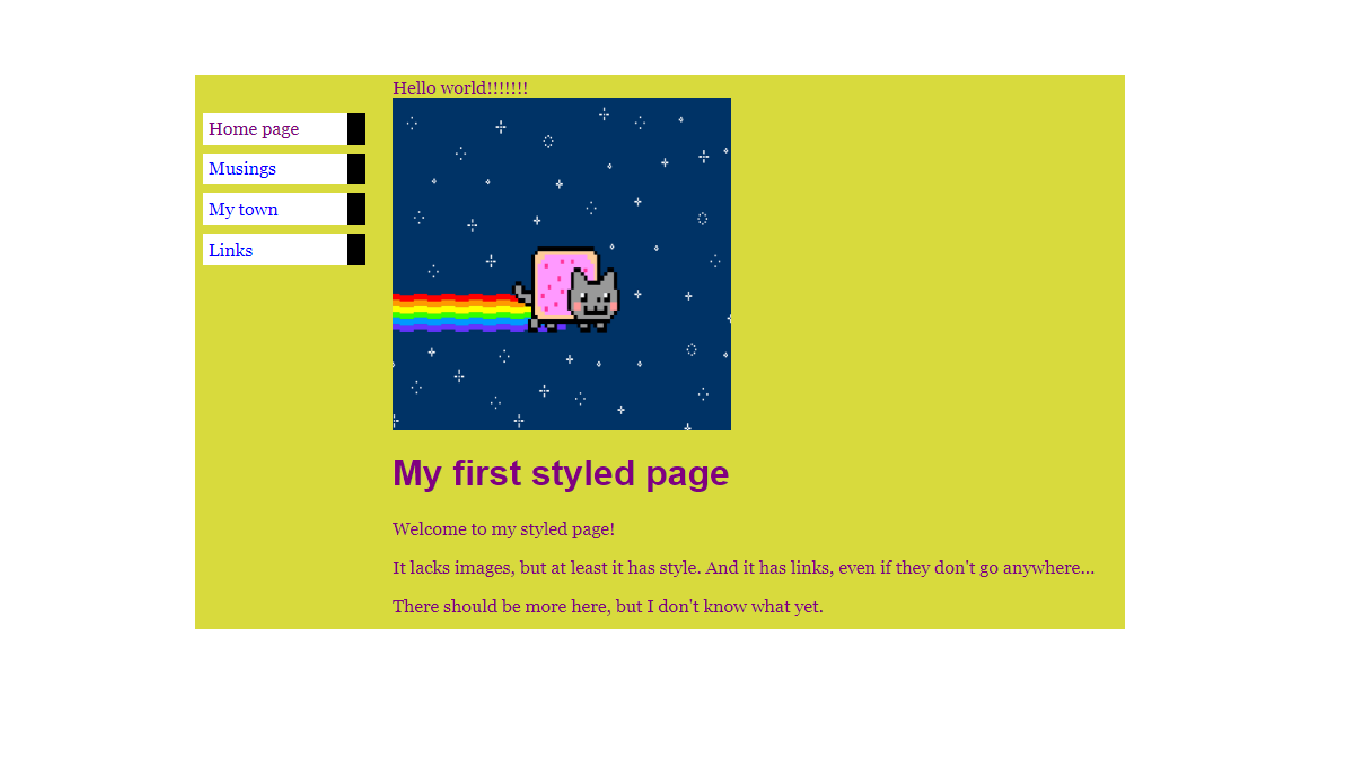 Hello world!!!!!!!
Home page
Musings
My town
Links
My first styled page
Welcome to my styled page!
It lacks images, but at least it has style. And it has links, even if they don't go anywhere...
There should be more here, but I don't know what yet.